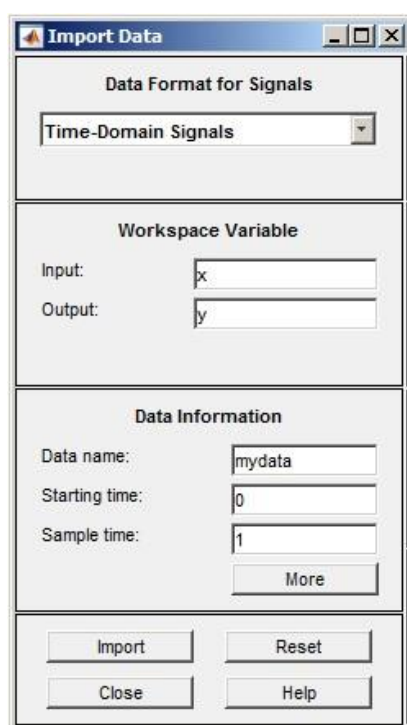 Import Data
Data Format for Signals
Time-Domain Signals
Workspace Variable
Input: x
Output: y
Data Information
Data name: mydata
Starting time: 0
Sample time: 1
More
Import Reset
Close Help